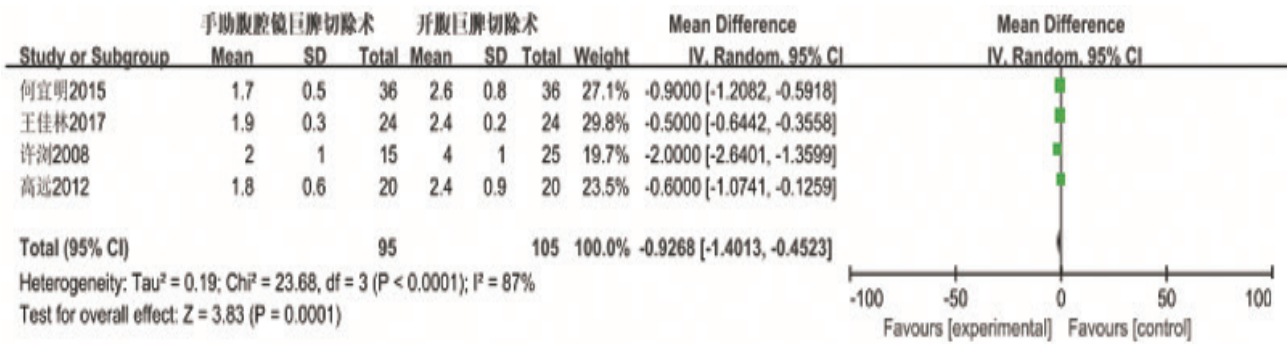 手助腹腔镜巨脾切除术 开腹巨脾切除术 Mean Difference Mean Difference
Study or Subgroup Mean SD Total Mean SD Total Weight IV, Random, 95% CI IV, Random, 95% CI
何宜明2015 1.7 0.5 36 2.6 0.8 36 27.1% -0.9000 [-1.2082, -0.5918]
王佳林2017 1.9 0.3 24 2.4 0.2 24 29.8% -0.5000 [-0.6442, -0.3558]
许浏2008 2 1 15 4 1 25 19.7% -2.0000 [-2.6401, -1.3599]
高远2012 1.8 0.6 20 2.4 0.9 20 23.5% -0.6000 [-1.0741, -0.1259]
Total (95% CI) 95 105 100.0% -0.9268 [-1.4013, -0.4523]
Heterogeneity: Tau² = 0.19; Chi² = 23.68, df = 3 (P < 0.0001); I² = 87%
Test for overall effect: Z = 3.83 (P = 0.0001)
-100 -50 0 50 100
Favours [experimental] Favours [control]